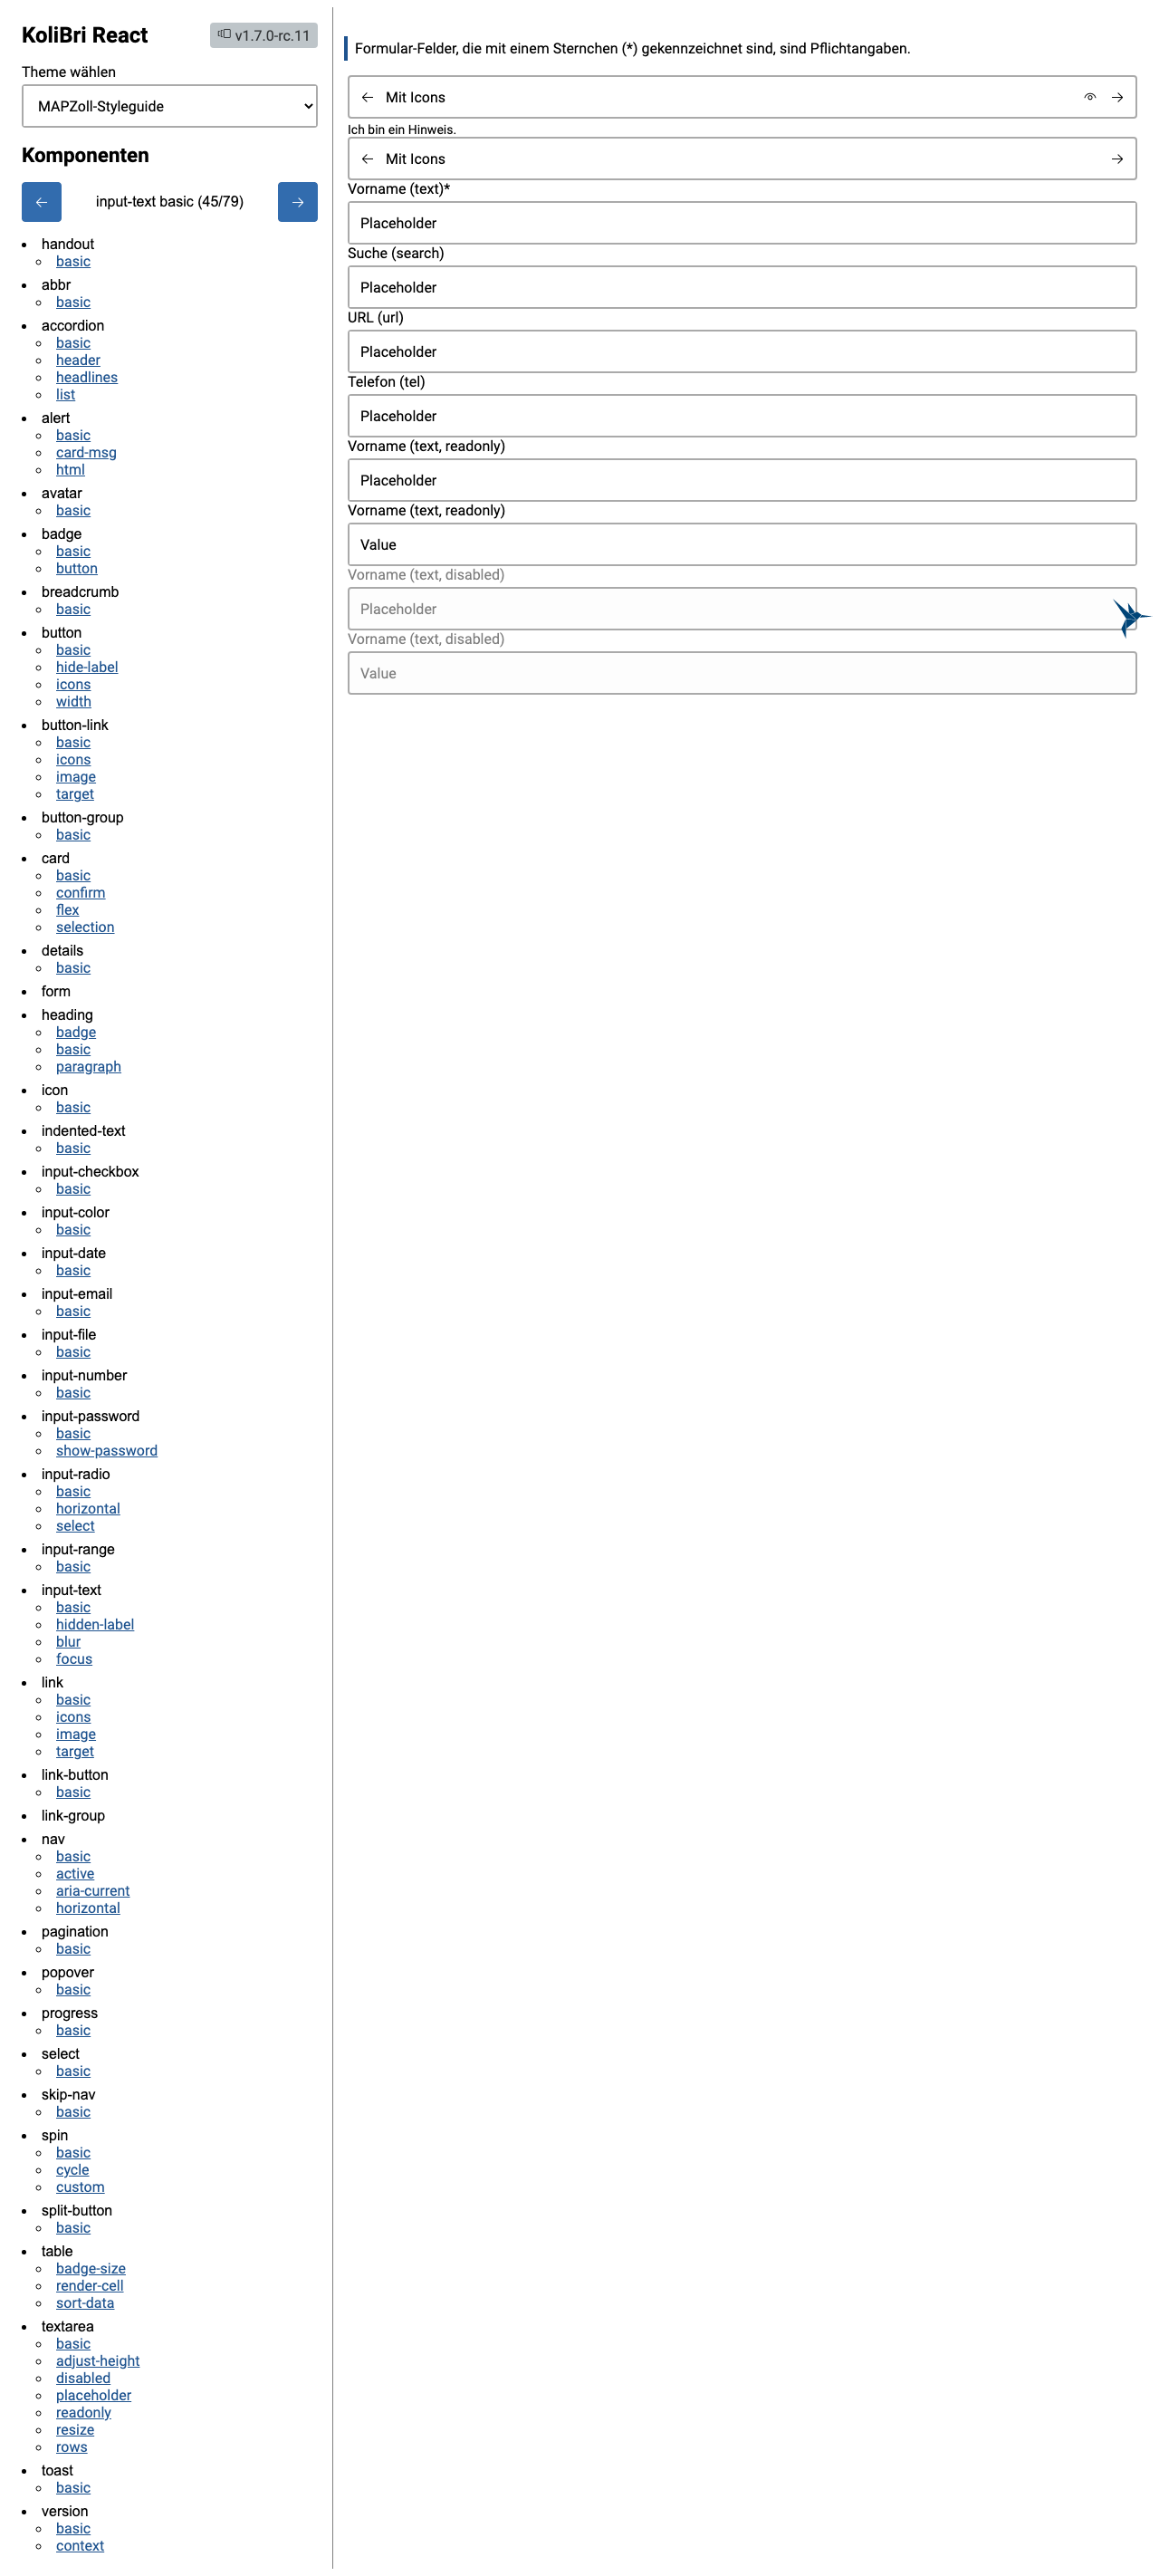 KoliBri React
v1.7.0-rc.11
Theme wählen
MAPZoll-Styleguide
Komponenten
input-text basic (45/79)
handout
basic
abbr
basic
accordion
basic
header
headlines
list
alert
basic
card-msg
html
avatar
basic
badge
basic
button
breadcrumb
basic
button
basic
hide-label
icons
width
button-link
basic
icons
image
target
button-group
basic
card
basic
confirm
flex
selection
details
basic
form
heading
badge
basic
paragraph
icon
basic
indented-text
basic
input-checkbox
basic
input-color
basic
input-date
basic
input-email
basic
input-file
basic
input-number
basic
input-password
basic
show-password
input-radio
basic
horizontal
select
input-range
basic
input-text
basic
hidden-label
blur
focus
link
basic
icons
image
target
link-button
basic
link-group
nav
basic
active
aria-current
horizontal
pagination
basic
popover
basic
progress
basic
select
basic
skip-nav
basic
spin
basic
cycle
custom
split-button
basic
table
badge-size
render-cell
sort-data
textarea
basic
adjust-height
disabled
placeholder
readonly
resize
rows
toast
basic
version
basic
context
Formular-Felder, die mit einem Sternchen (*) gekennzeichnet sind, sind Pflichtangaben.
Mit Icons
Ich bin ein Hinweis.
Mit Icons
Vorname (text)*
Placeholder
Suche (search)
Placeholder
URL (url)
Placeholder
Telefon (tel)
Placeholder
Vorname (text, readonly)
Placeholder
Vorname (text, readonly)
Value
Vorname (text, disabled)
Placeholder
Vorname (text, disabled)
Value